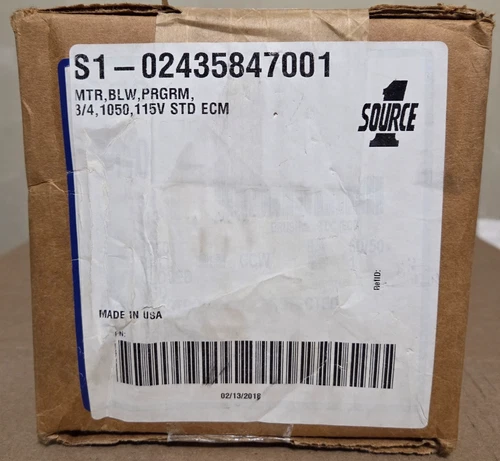 S1-02435847001
MTR,BLW,PRGRM,
3/4,1050,115V STD ECM
1
SOURCE
RefID:
MADE IN USA
02/13/2018